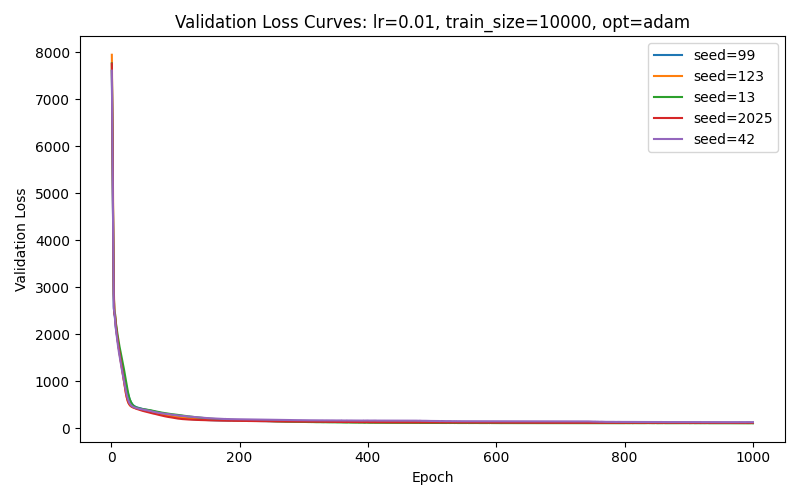 Validation Loss Curves: lr=0.01, train_size=10000, opt=adam
8000
7000
6000
5000
4000
3000
2000
1000
0
Validation Loss
seed=99
seed=123
seed=13
seed=2025
seed=42
0 200 400 600 800 1000
Epoch